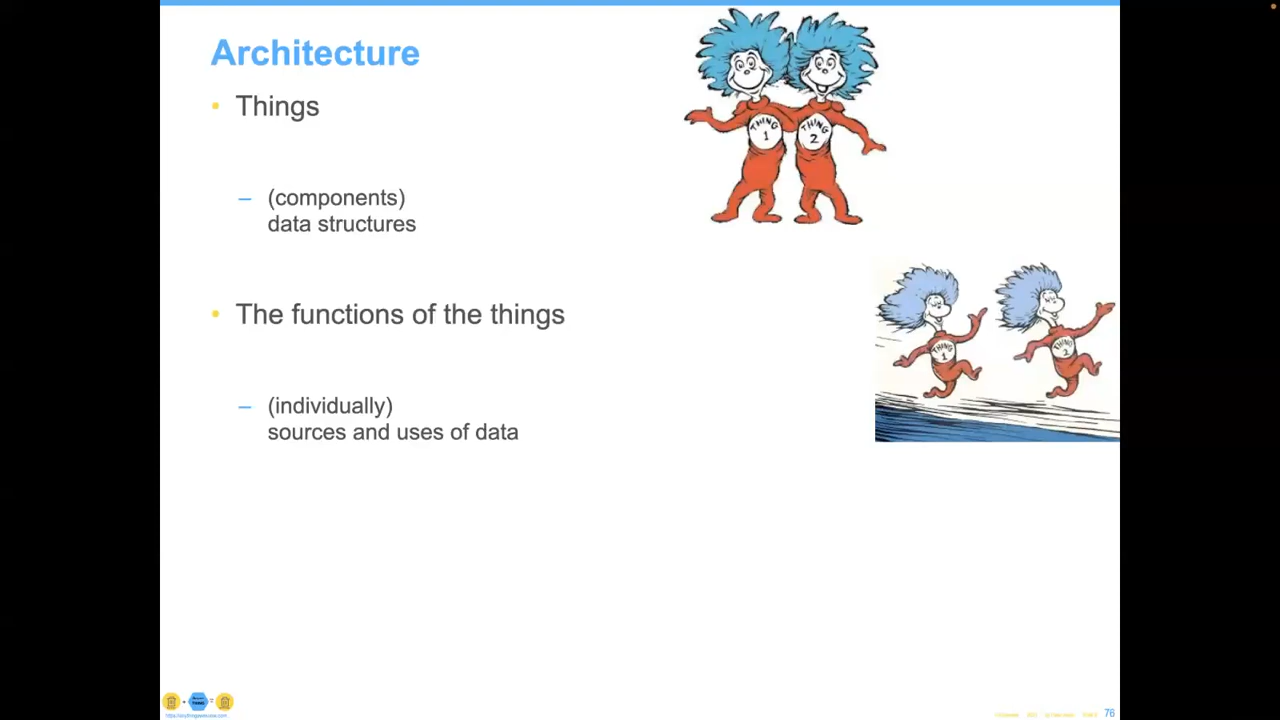 Architecture
• Things
THING
1
THING
2
– (components)
data structures
• The functions of the things
THING
1
THING
2
– (individually)
sources and uses of data
THING
76